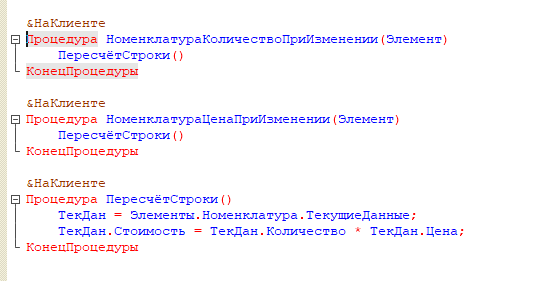 &НаКлиенте
Процедура НоменклатураКоличествоПриИзменении(Элемент)
ПересчётСтроки()
КонецПроцедуры
&НаКлиенте
Процедура НоменклатураЦенаПриИзменении(Элемент)
ПересчётСтроки()
КонецПроцедуры
&НаКлиенте
Процедура ПересчётСтроки()
ТекДан = Элементы.Номенклатура.ТекущиеДанные;
ТекДан.Стоимость = ТекДан.Количество * ТекДан.Цена;
КонецПроцедуры